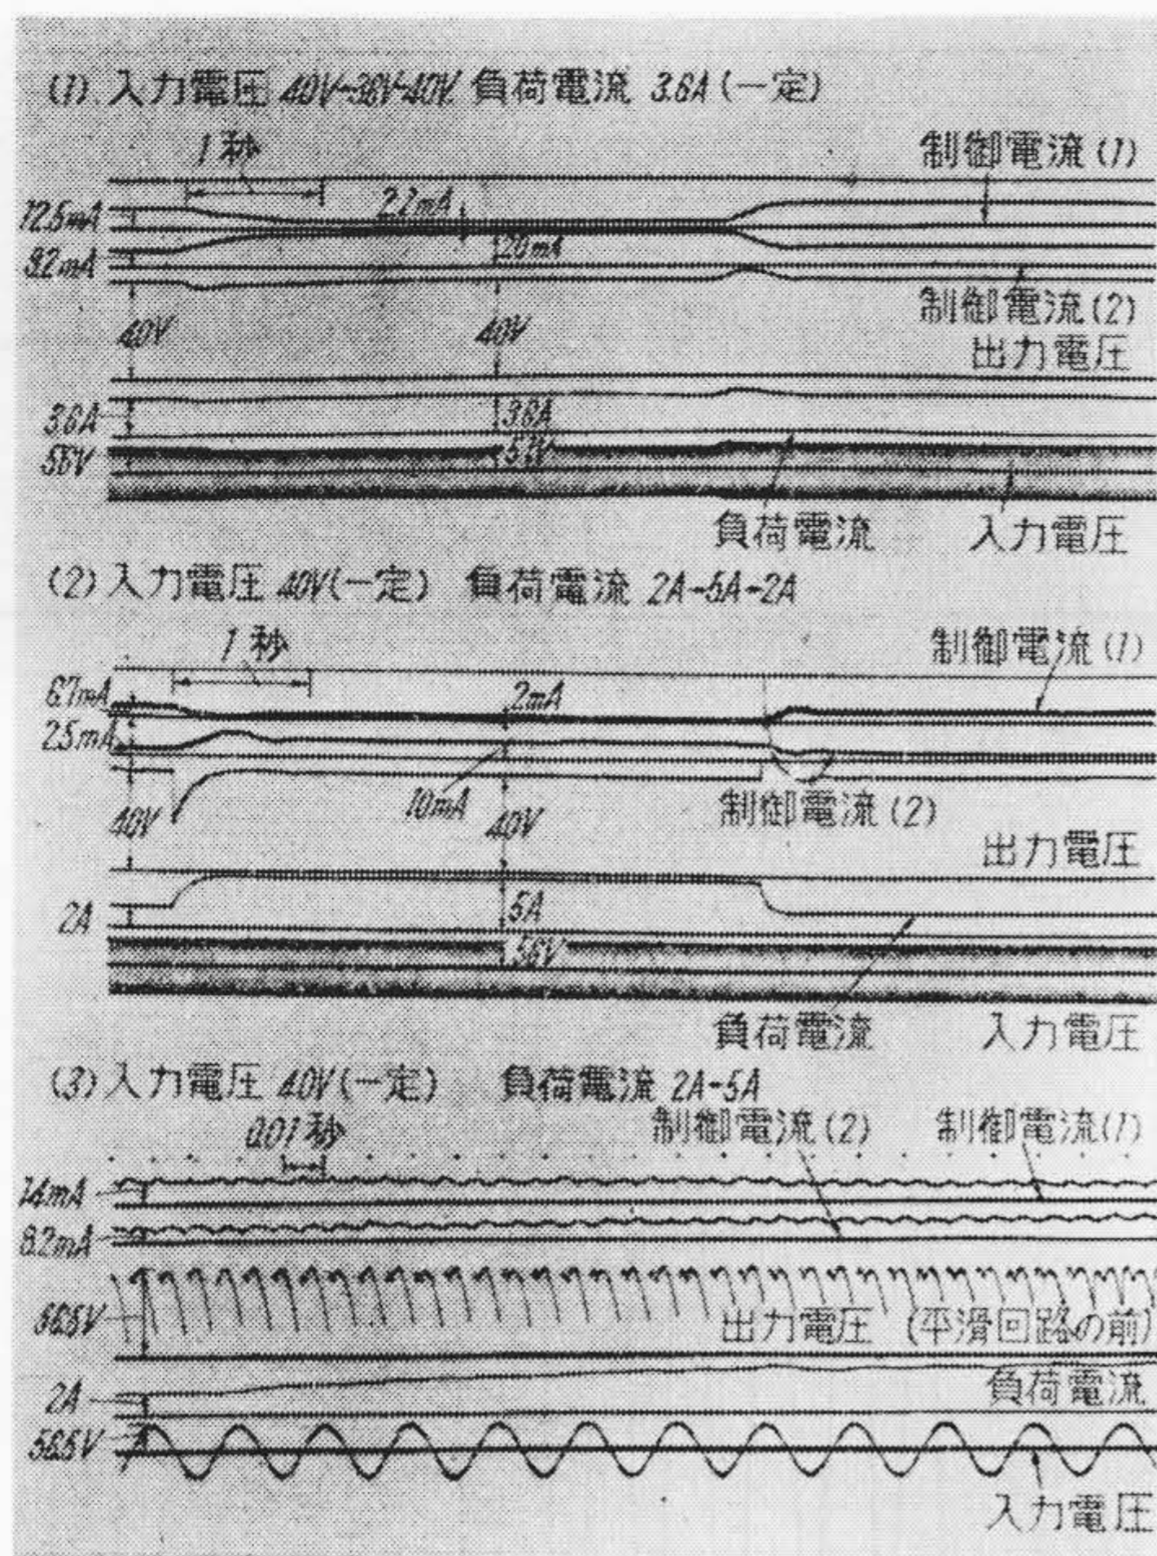 (1) 入力電圧 40V-38V-40V 負荷電流 3.6A (一定)
1秒
制御電流(1)
12.5mA
2.2mA
9.2mA
20mA
制御電流(2)
40V
40V
出力電圧
3.6A
3.6A
56V
負荷電流
入力電圧
(2) 入力電圧 40V(一定) 負荷電流 2A-5A-2A
1秒
制御電流(1)
6.7mA
2mA
2.5mA
10mA
制御電流(2)
40V
40V
出力電圧
2A
5A
56V
負荷電流
入力電圧
(3) 入力電圧 40V(一定) 負荷電流 2A-5A
0.01秒
制御電流(2)
制御電流(1)
14mA
8.2mA
出力電圧 (平滑回路の前)
2A
負荷電流
56.5V
入力電圧